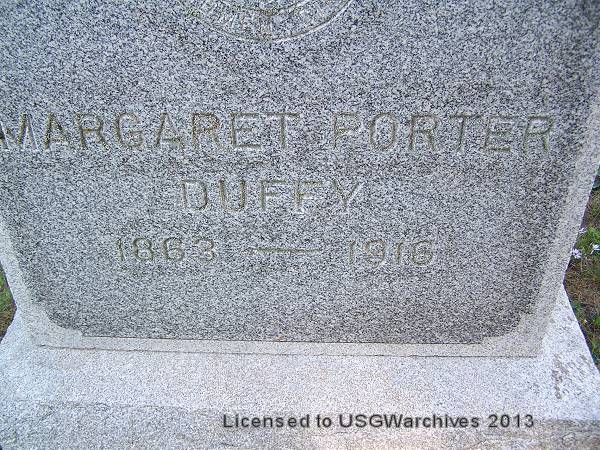 MARGARET PORTER
DUFFY
1863 — 1916
Licensed to USGWarchives 2013